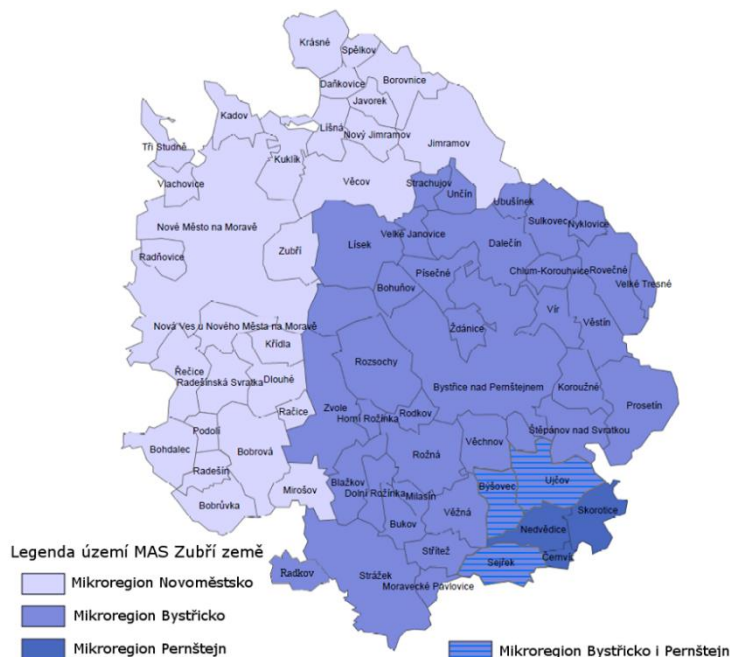 Krásné
Spělkov
Daňkovice
Borovnice
Javorek
Kadov
Líšná
Nový Jimramov
Jimramov
Tři Studně
Kuklík
Vlachovice
Věcov
Strachujov
Unčín
Ubušínek
Nové Město na Moravě
Sulkovec
Nyklovice
Velké Janovice
Zubří
Lísek
Dalečín
Radňovice
Písečné
Chlum-Korouhvice
Rovečné
Bohuňov
Velké Tresné
Vír
Nová Ves u Nového Města na Moravě
Ždánice
Věstín
Křídla
Rozsochy
Řečice
Radešínská Svratka
Dlouhé
Bystřice nad Pernštejnem
Koroužné
Prosetín
Zvole
Račice
Horní Rožínka
Rodkov
Štěpánov nad Svratkou
Podolí
Bohdalec
Bobrová
Věchnov
Rožná
Radešín
Ujčov
Mirošov
Blažkov
Dolní Rožínka
Milasín
Byšovec
Bobrůvka
Věžná
Skorotice
Bukov
Nedvědice
Střítež
Černvír
Sejřek
Radkov
Strážek
Moravecké Pavlovice
Legenda území MAS Zubří země
Mikroregion Novoměstsko
Mikroregion Bystřicko
Mikroregion Pernštejn
Mikroregion Bystřicko i Pernštejn